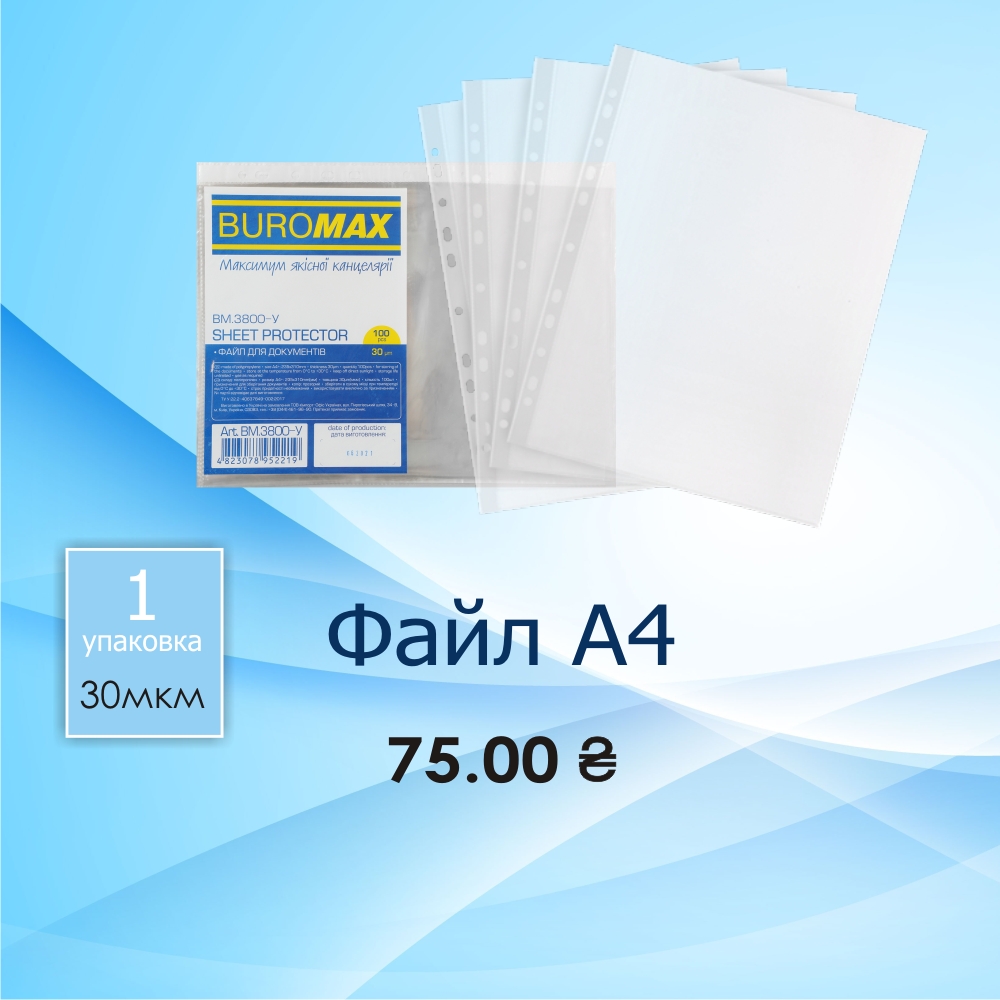 BUROMAX
Максимум якісної канцелярії
BM.3800-У
SHEET PROTECTOR
100
pcs
• ФАЙЛ ДЛЯ ДОКУМЕНТІВ
30 µm
Art. BM.3800-У
4823078952219
date of production:
дата виготовлення:
1
упаковка
30мкм
Файл А4
75.00 ₴